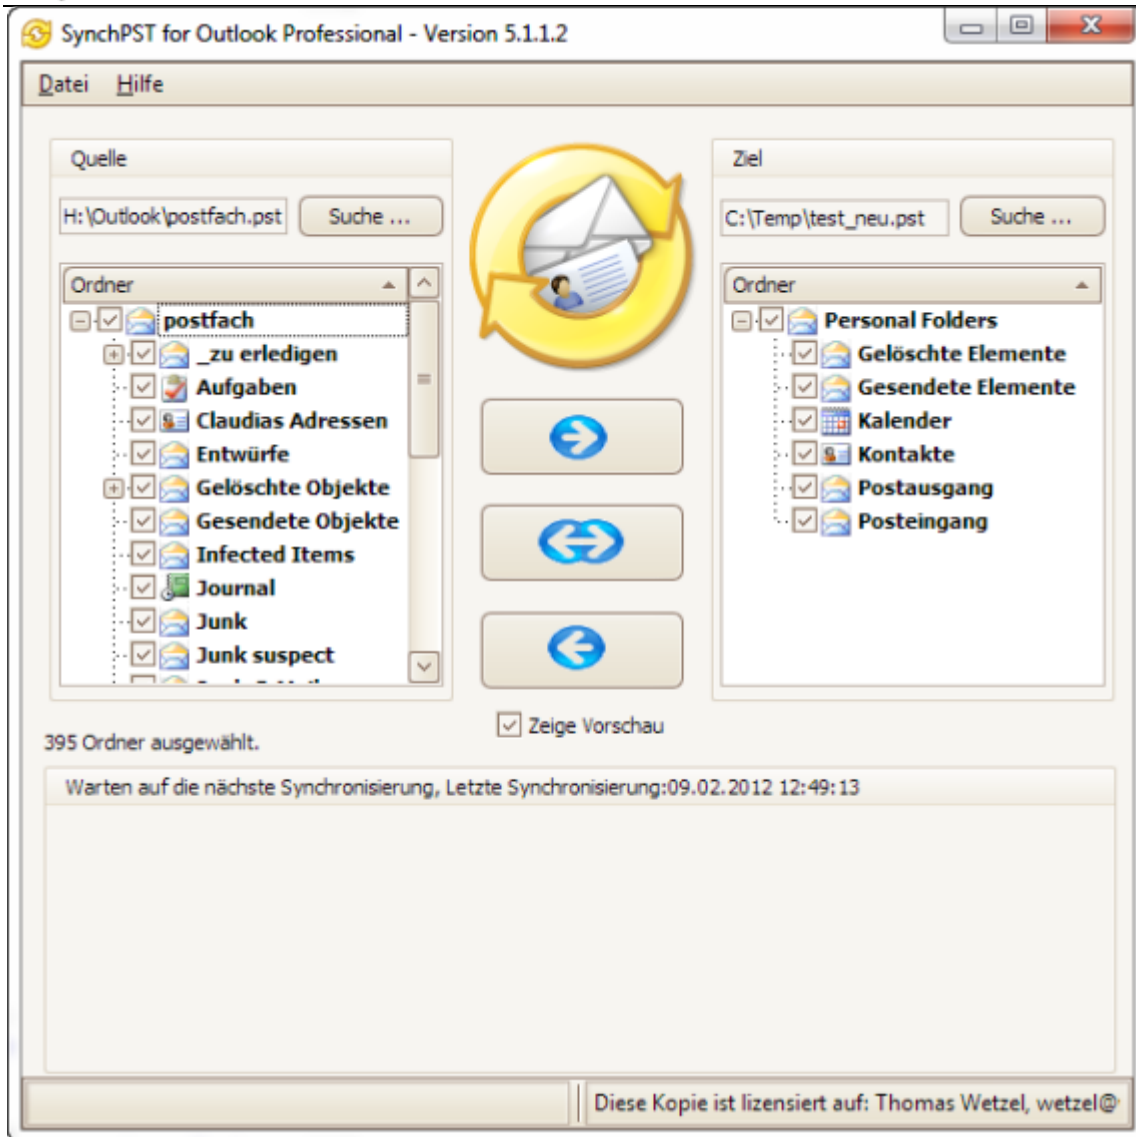 SynchPST for Outlook Professional - Version 5.1.1.2
Datei Hilfe
Quelle
H:\Outlook\postfach.pst Suche ...
Ordner
postfach
_zu erledigen
Aufgaben
Claudias Adressen
Entwürfe
Gelöschte Objekte
Gesendete Objekte
Infected Items
Journal
Junk
Junk suspect
Ziel
C:\Temp\test_neu.pst Suche ...
Ordner
Personal Folders
Gelöschte Elemente
Gesendete Elemente
Kalender
Kontakte
Postausgang
Posteingang
Zeige Vorschau
395 Ordner ausgewählt.
Warten auf die nächste Synchronisierung, Letzte Synchronisierung:09.02.2012 12:49:13
Diese Kopie ist lizensiert auf: Thomas Wetzel, wetzel@